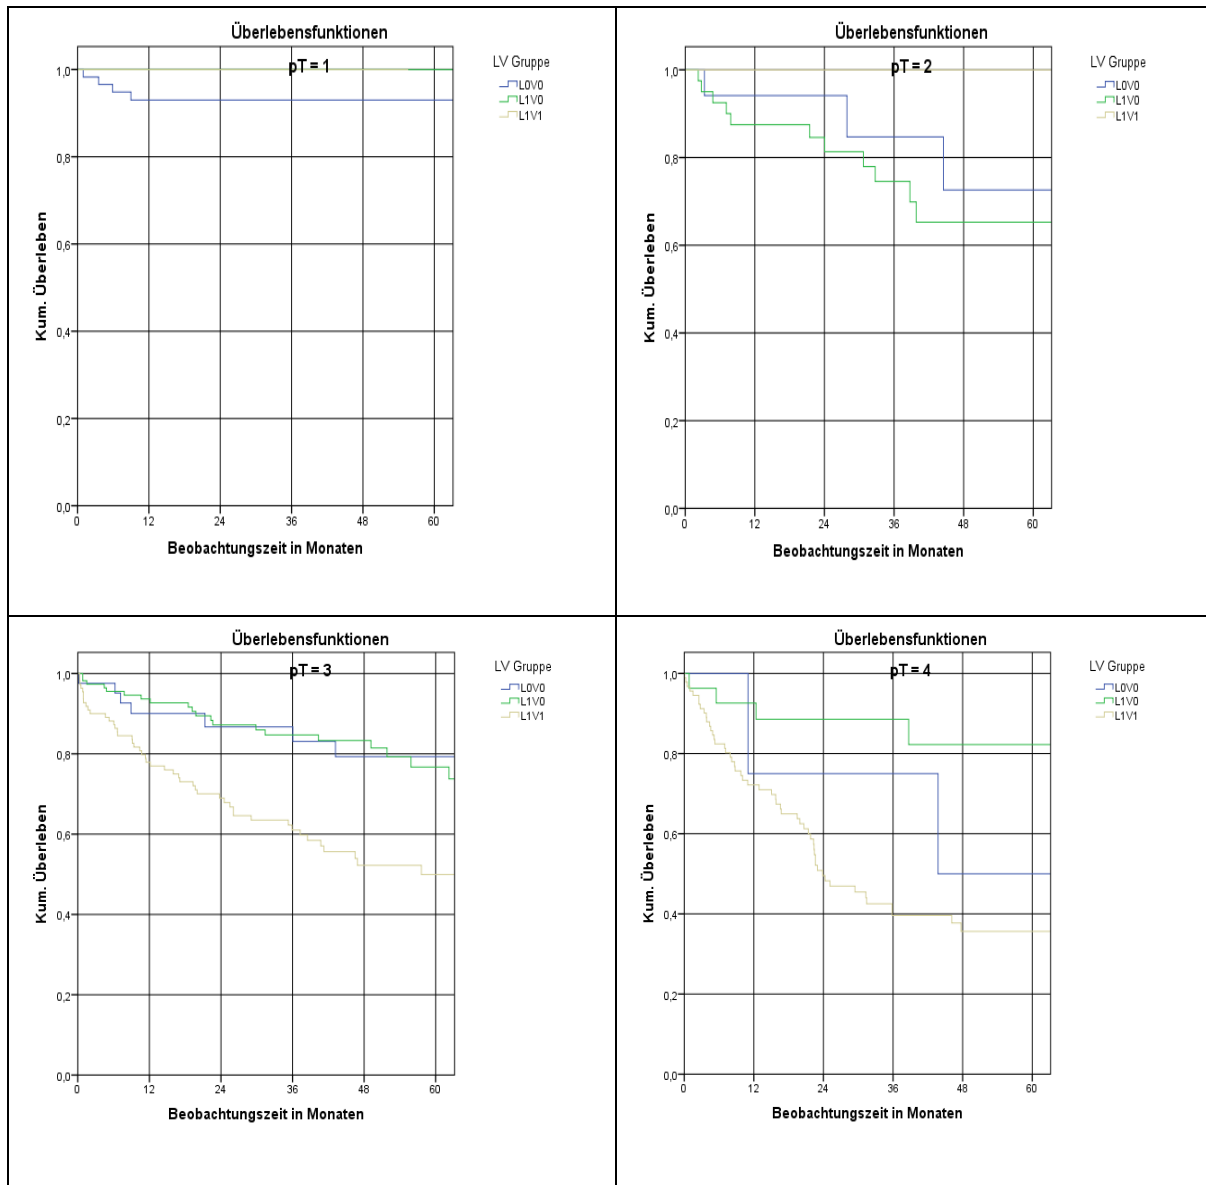 Überlebensfunktionen
pT = 1
LV Gruppe
L0V0
L1V0
L1V1
Kum. Überleben
1,0
0,8
0,6
0,4
0,2
0,0
0 12 24 36 48 60
Beobachtungszeit in Monaten
Überlebensfunktionen
pT = 2
LV Gruppe
L0V0
L1V0
L1V1
Kum. Überleben
1,0
0,8
0,6
0,4
0,2
0,0
0 12 24 36 48 60
Beobachtungszeit in Monaten
Überlebensfunktionen
pT = 3
LV Gruppe
L0V0
L1V0
L1V1
Kum. Überleben
1,0
0,8
0,6
0,4
0,2
0,0
0 12 24 36 48 60
Beobachtungszeit in Monaten
Überlebensfunktionen
pT = 4
LV Gruppe
L0V0
L1V0
L1V1
Kum. Überleben
1,0
0,8
0,6
0,4
0,2
0,0
0 12 24 36 48 60
Beobachtungszeit in Monaten